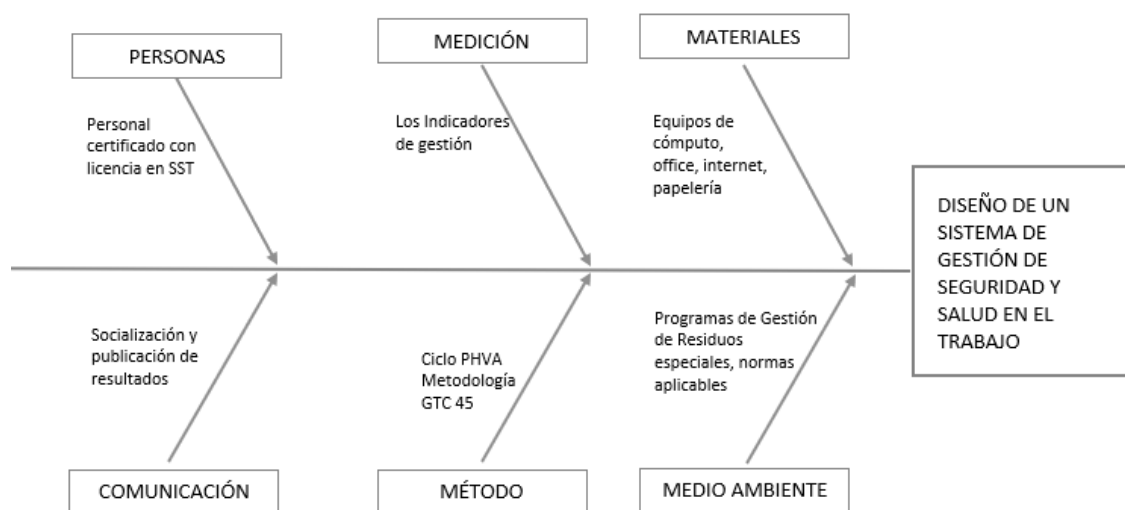 PERSONAS
MEDICIÓN
MATERIALES
Personal
certificado con
licencia en SST
Los Indicadores
de gestión
Equipos de
cómputo,
office, internet,
papelería
DISEÑO DE UN
SISTEMA DE
GESTIÓN DE
SEGURIDAD Y
SALUD EN EL
TRABAJO
Socialización y
publicación de
resultados
Ciclo PHVA
Metodología
GTC 45
Programas de Gestión
de Residuos
especiales, normas
aplicables
COMUNICACIÓN
MÉTODO
MEDIO AMBIENTE